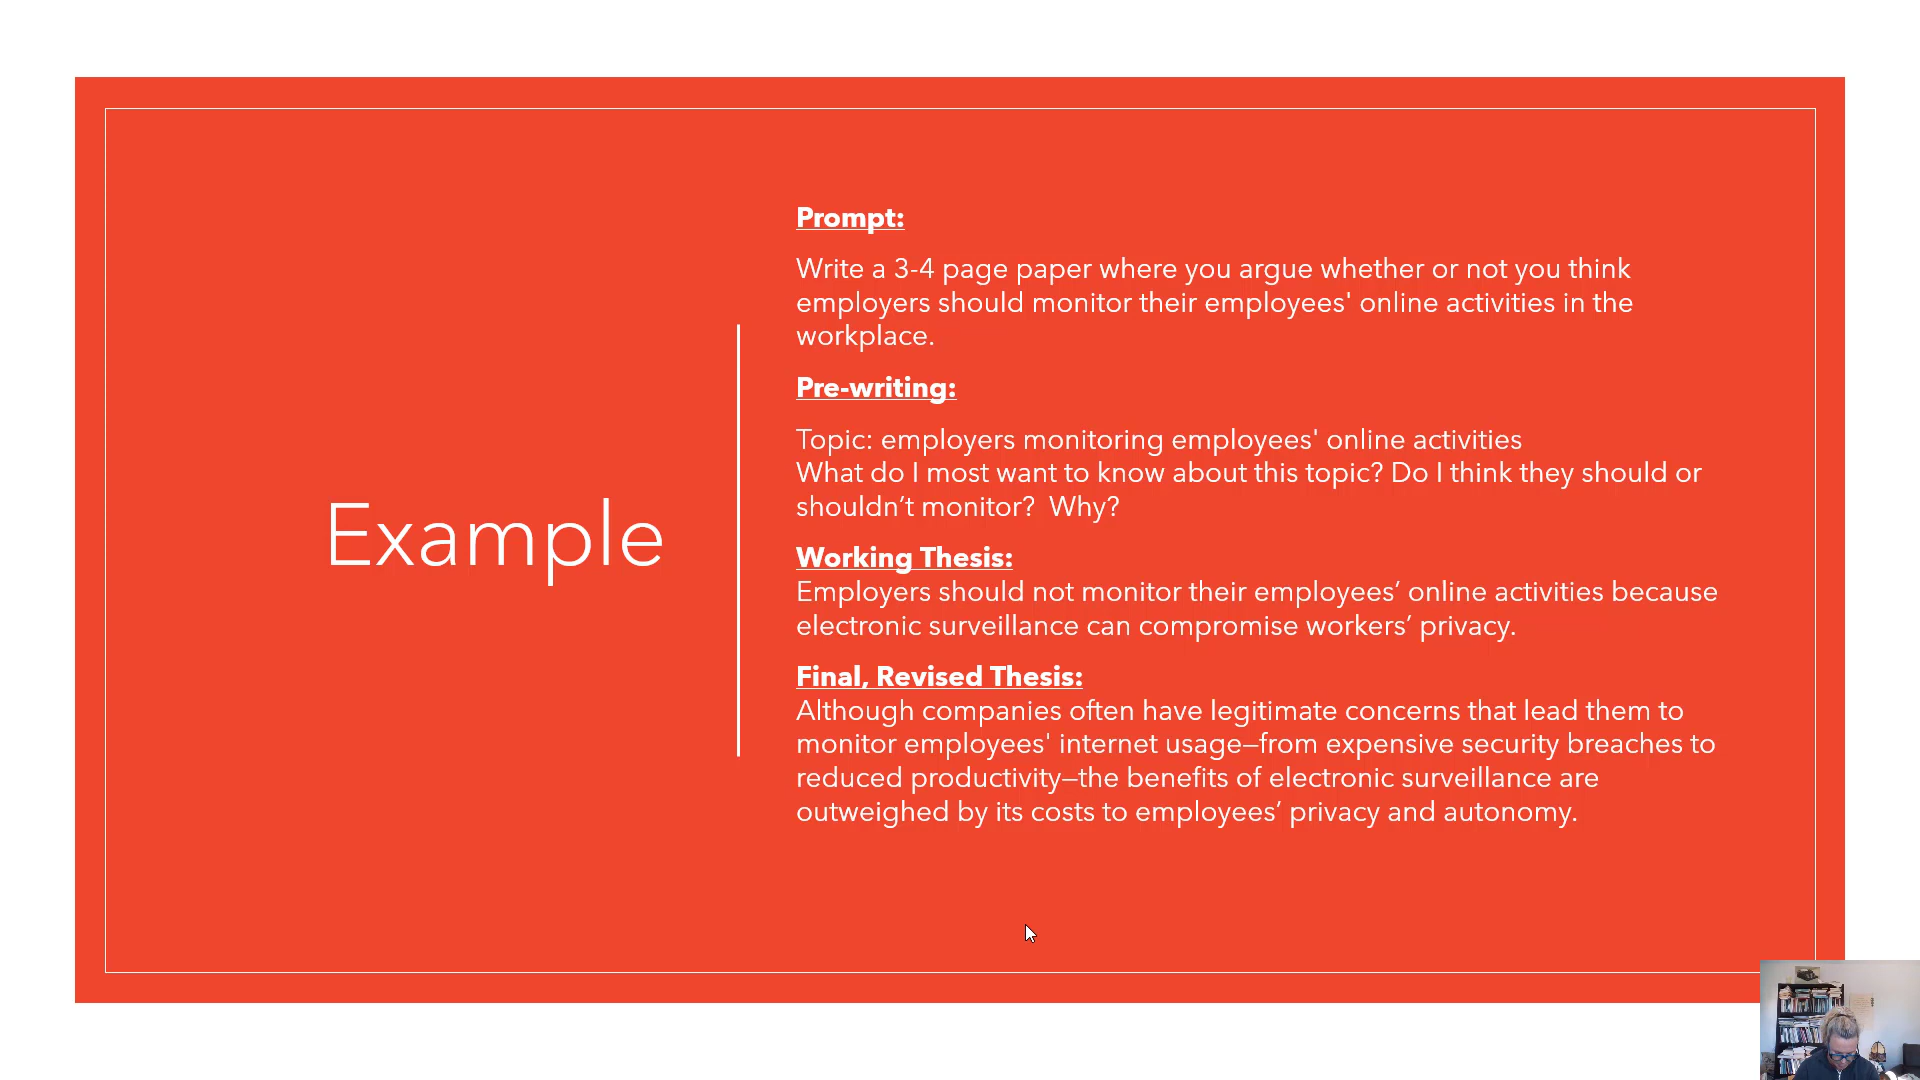 Example
Prompt:
Write a 3-4 page paper where you argue whether or not you think
employers should monitor their employees' online activities in the
workplace.
Pre-writing:
Topic: employers monitoring employees' online activities
What do I most want to know about this topic? Do I think they should or
shouldn’t monitor?  Why?
Working Thesis:
Employers should not monitor their employees’ online activities because
electronic surveillance can compromise workers’ privacy.
Final, Revised Thesis:
Although companies often have legitimate concerns that lead them to
monitor employees' internet usage—from expensive security breaches to
reduced productivity—the benefits of electronic surveillance are
outweighed by its costs to employees’ privacy and autonomy.